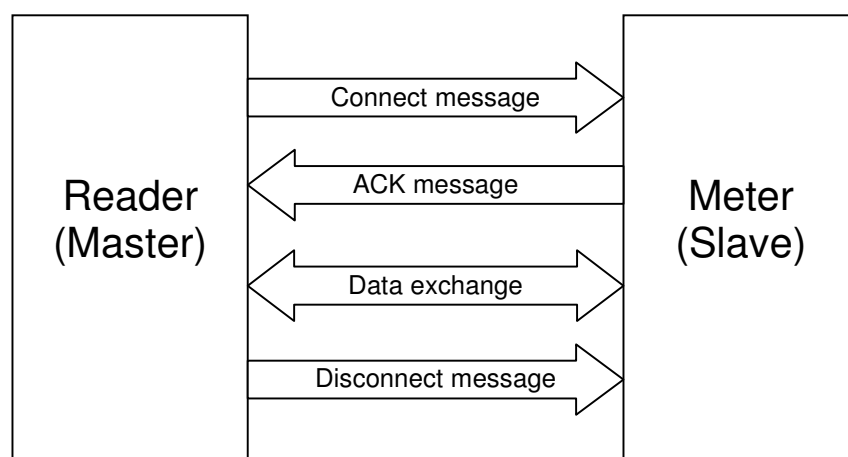 Reader
(Master)
Connect message
ACK message
Data exchange
Disconnect message
Meter
(Slave)